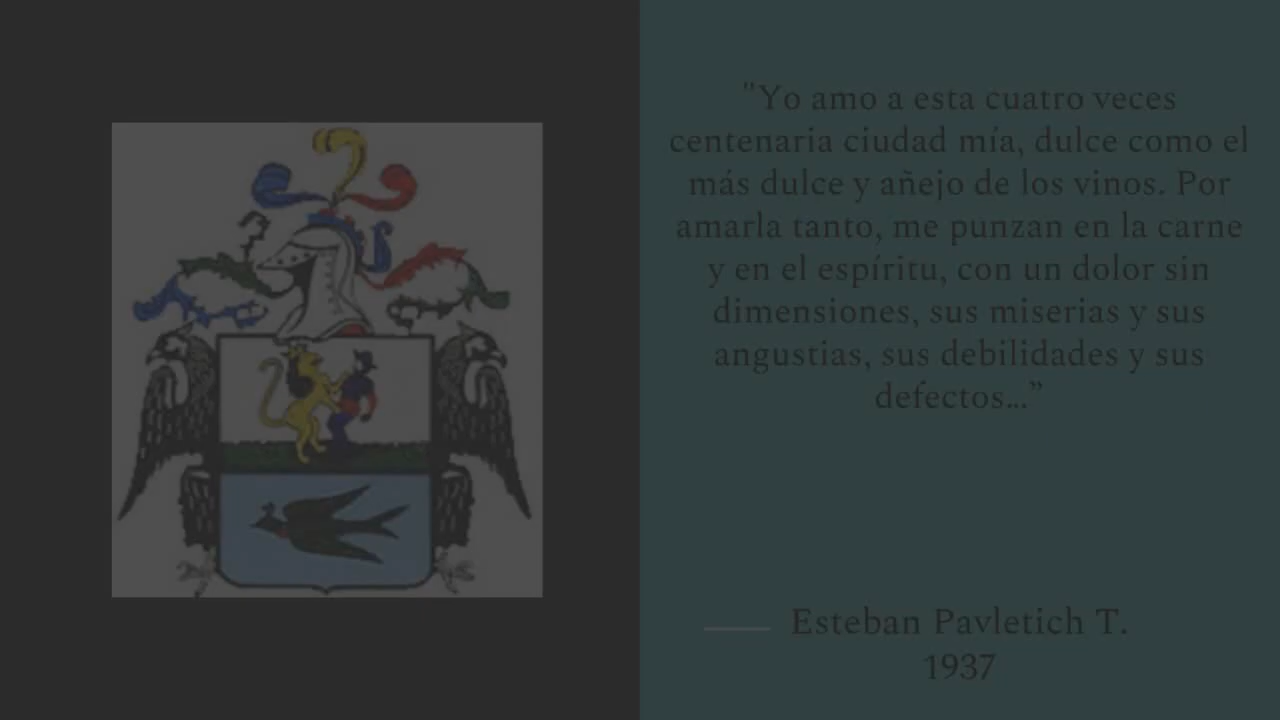 "Yo amo a esta cuatro veces
centenaria ciudad mía, dulce como el
más dulce y añejo de los vinos. Por
amarla tanto, me punzan en la carne
y en el espíritu, con un dolor sin
dimensiones, sus miserias y sus
angustias, sus debilidades y sus
defectos...”
Esteban Pavletich T.
1937